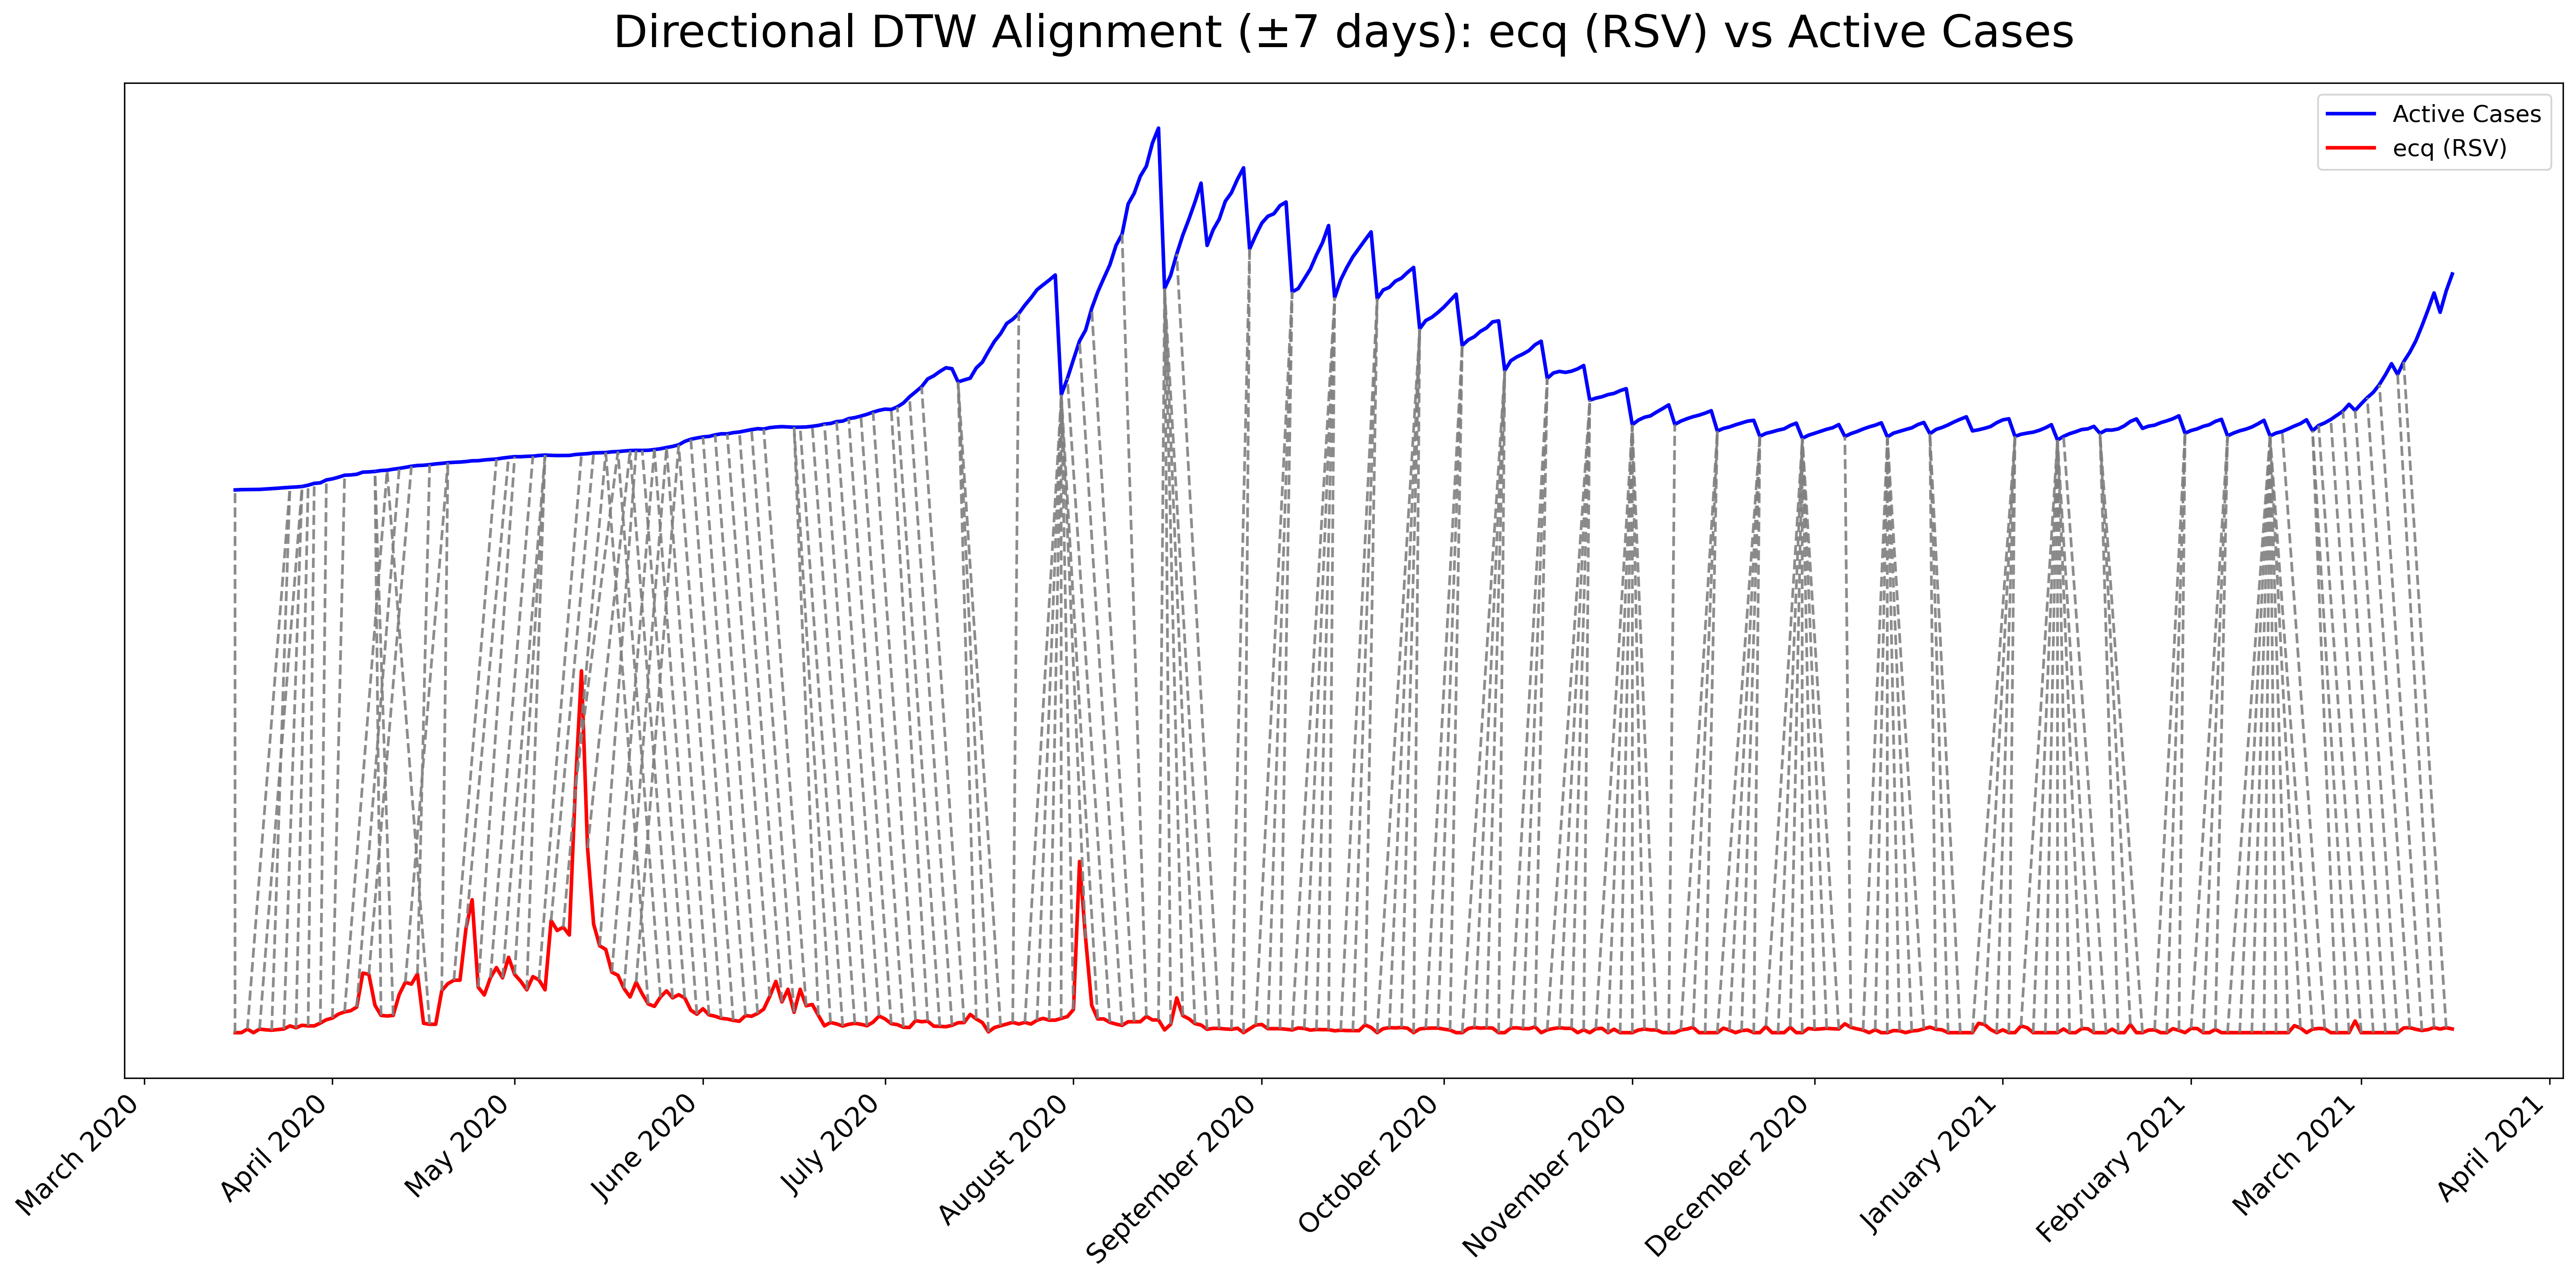 Directional DTW Alignment (±7 days): ecq (RSV) vs Active Cases
Active Cases
ecq (RSV)
March 2020
April 2020
May 2020
June 2020
July 2020
August 2020
September 2020
October 2020
November 2020
December 2020
January 2021
February 2021
March 2021
April 2021